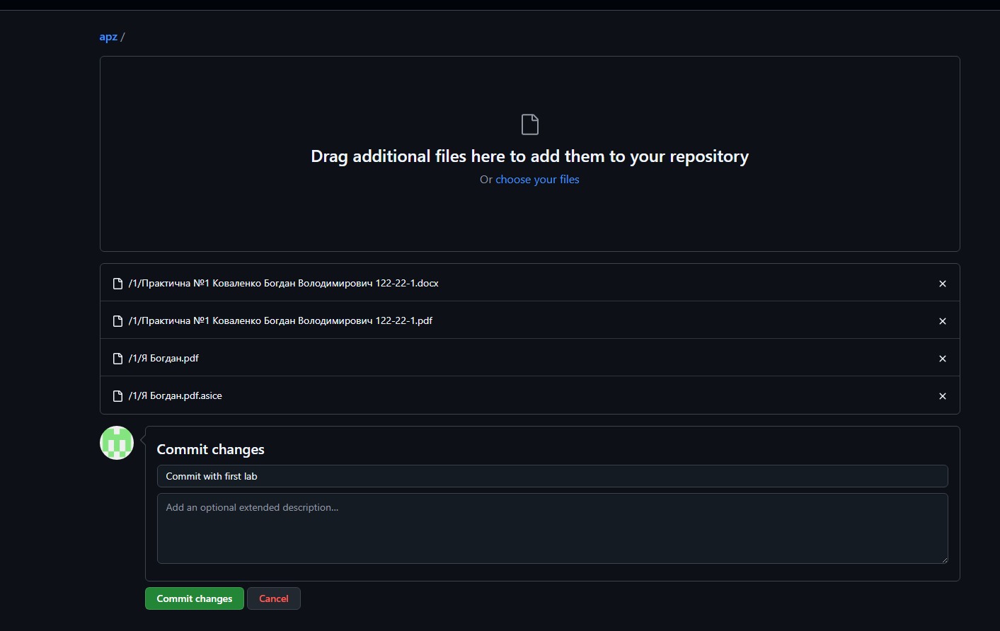 apz /
Drag additional files here to add them to your repository
Or choose your files
/1/Практична №1 Коваленко Богдан Володимирович 122-22-1.docx
/1/Практична №1 Коваленко Богдан Володимирович 122-22-1.pdf
/1/Я Богдан.pdf
/1/Я Богдан.pdf.asice
Commit changes
Commit with first lab
Add an optional extended description...
Commit changes Cancel